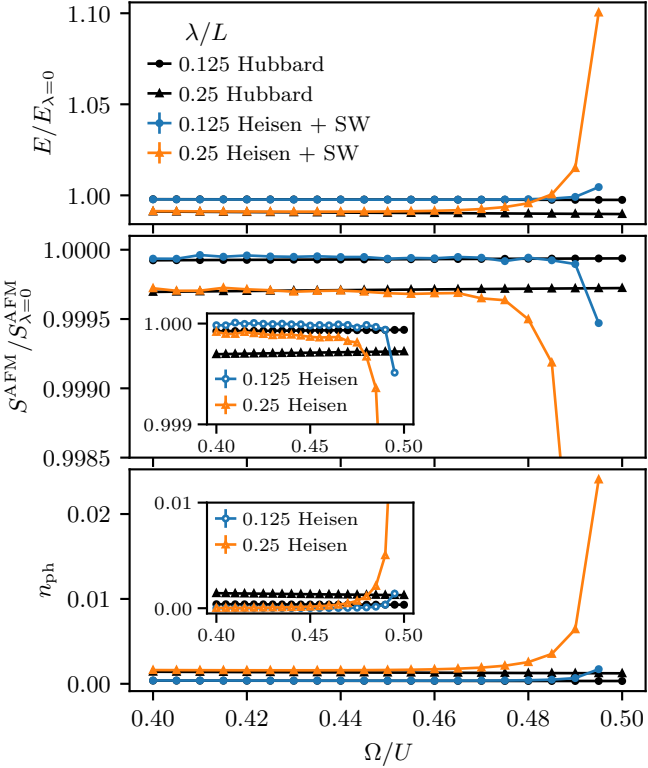 1.10
1.05
1.00
E/E_{λ=0}
λ/L
0.125 Hubbard
0.25 Hubbard
0.125 Heisen + SW
0.25 Heisen + SW
1.0000
0.9995
0.9990
0.9985
S^{AFM}/S^{AFM}_{λ=0}
1.000
0.999
0.125 Heisen
0.25 Heisen
0.40
0.45
0.50
0.02
0.01
0.00
n_{ph}
0.01
0.00
0.125 Heisen
0.25 Heisen
0.40
0.45
0.50
0.40
0.42
0.44
0.46
0.48
0.50
Ω/U